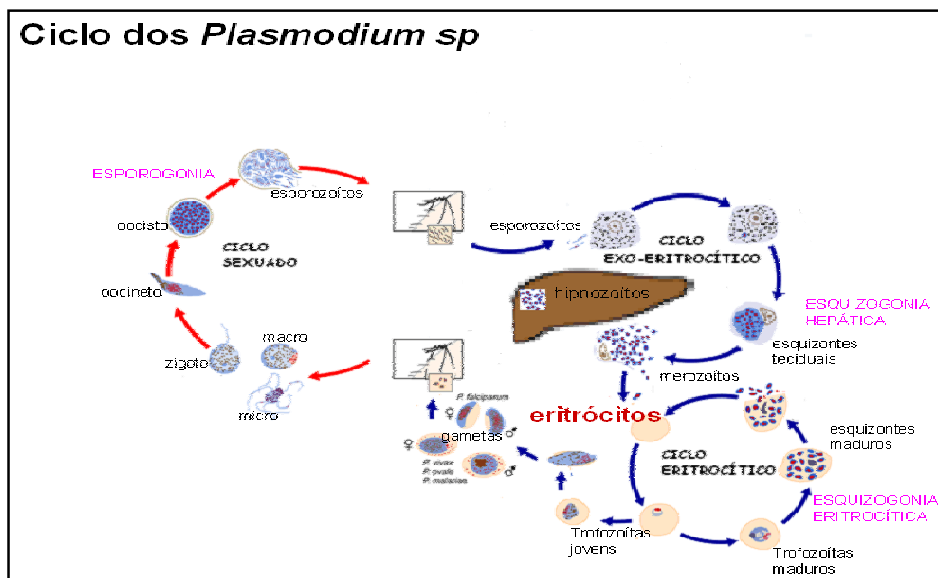 Ciclo dos Plasmodium sp
ESPOROGONIA
esporozoítos
oocisto
CICLO
SEXUADO
oocineto
zigoto
macro
micro
esporozoítos
CICLO
EXO-ERITROCÍTICO
hipnozoítos
ESQUIZOGONIA
HEPÁTICA
esquizontes
teciduais
merozoítos
eritrócitos
P. falciparum
♀
♂
gametas
♀
♂
P. vivax
P. ovale
P. malariae
CICLO
ERITROCÍTICO
esquizontes
maduros
ESQUIZOGONIA
ERITROCÍTICA
Trofozoítas
jovens
Trofozoítas
maduros